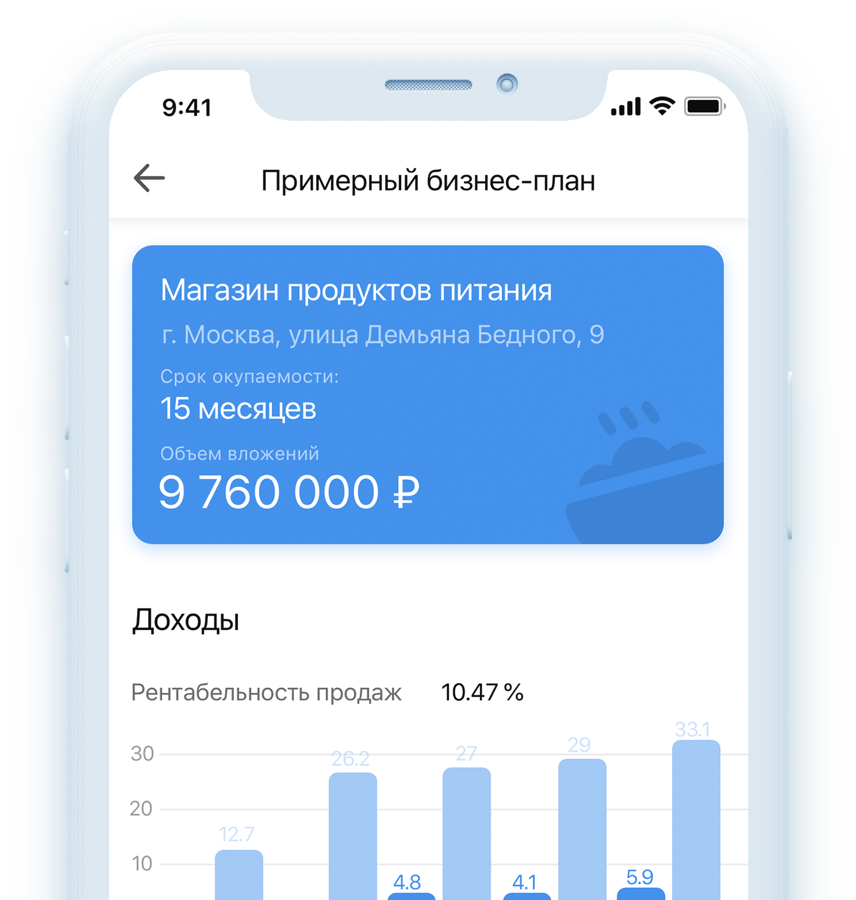 9:41
Примерный бизнес-план
Магазин продуктов питания
г. Москва, улица Демьяна Бедного, 9
Срок окупаемости:
15 месяцев
Объем вложений
9 760 000 ₽
Доходы
Рентабельность продаж 10.47 %
33.1
29
27
30
26.2
20
12.7
10
4.8 4.1 5.9